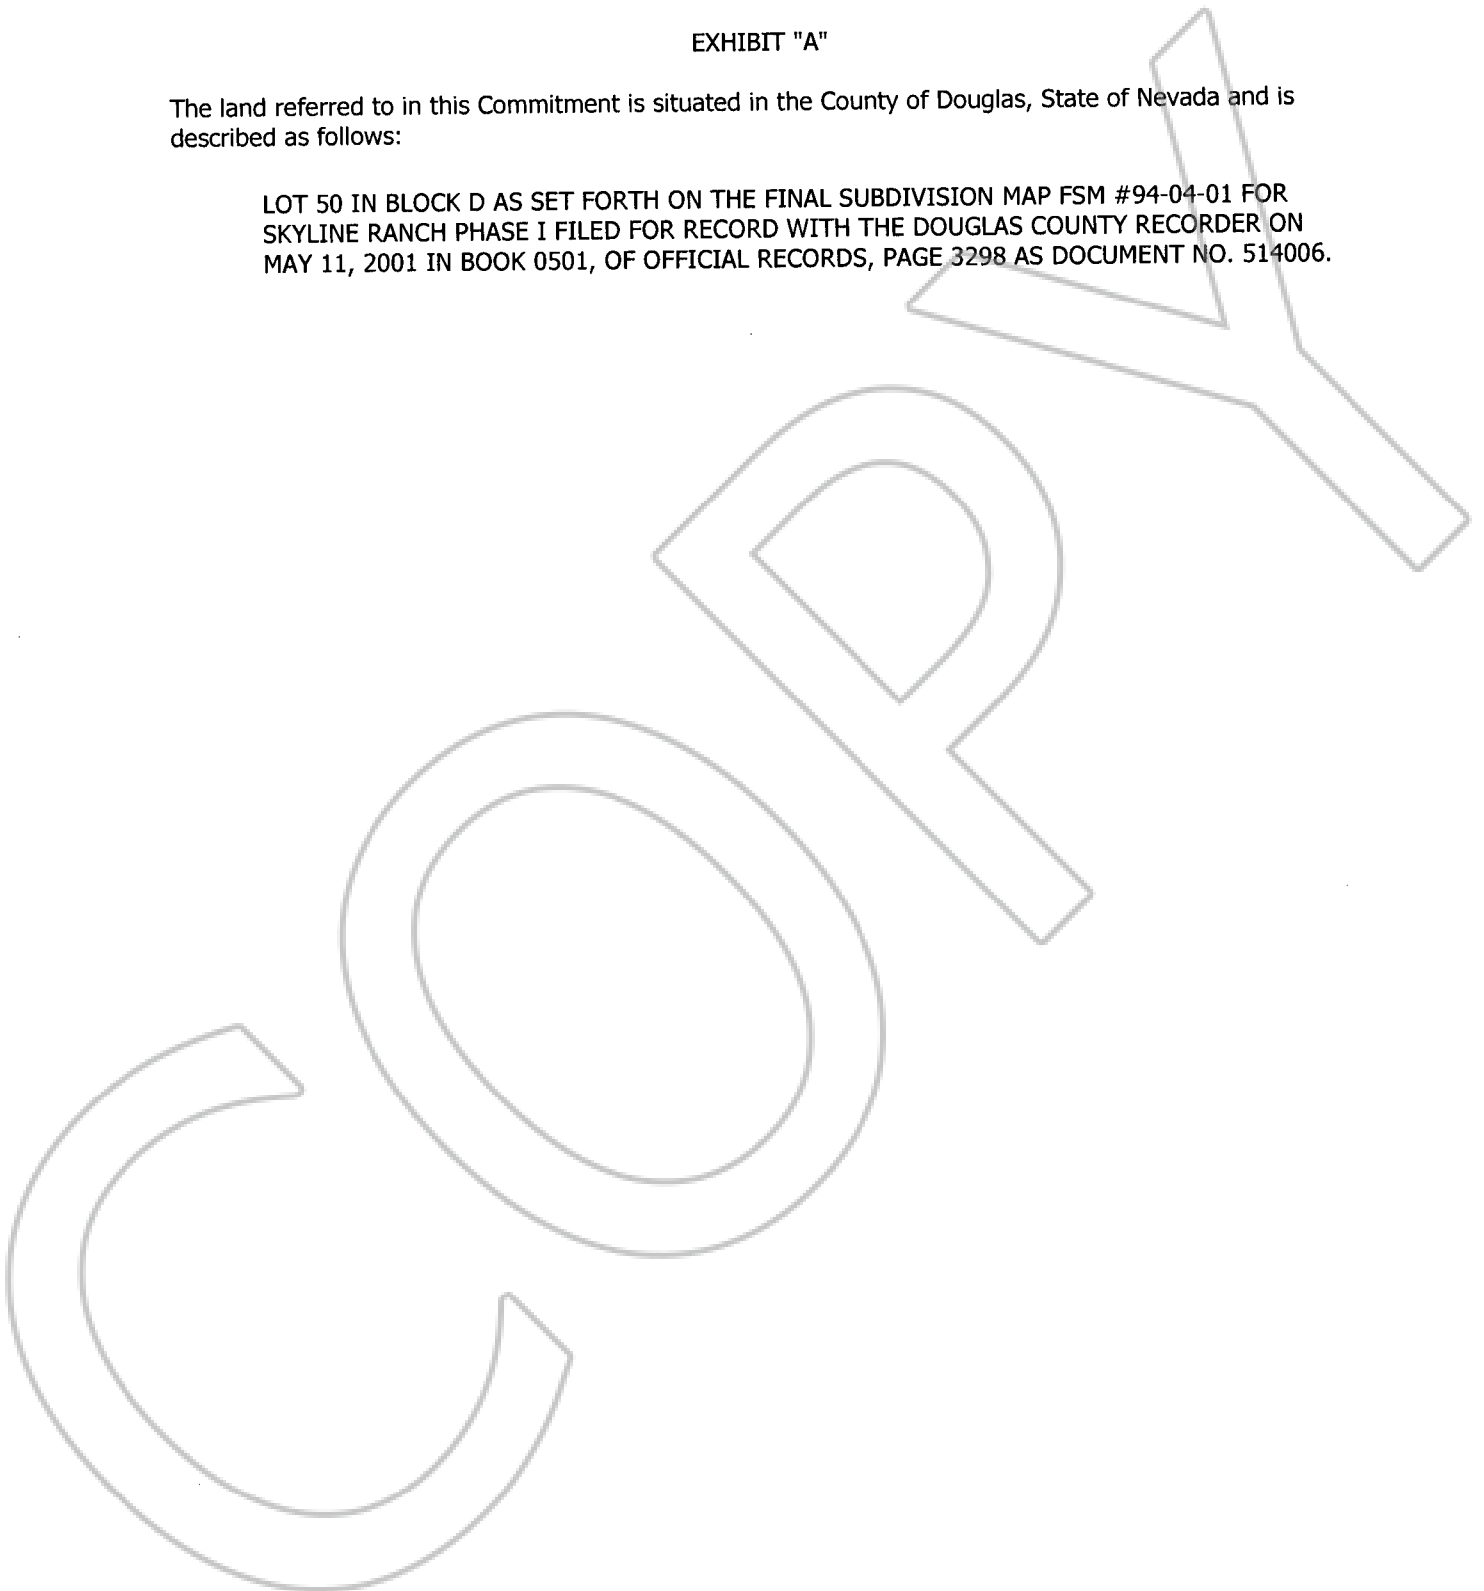 EXHIBIT "A"
The land referred to in this Commitment is situated in the County of Douglas, State of Nevada and is
described as follows:
LOT 50 IN BLOCK D AS SET FORTH ON THE FINAL SUBDIVISION MAP FSM #94-04-01 FOR
SKYLINE RANCH PHASE I FILED FOR RECORD WITH THE DOUGLAS COUNTY RECORDER ON
MAY 11, 2001 IN BOOK 0501, OF OFFICIAL RECORDS, PAGE 3298 AS DOCUMENT NO. 514006.
COPY